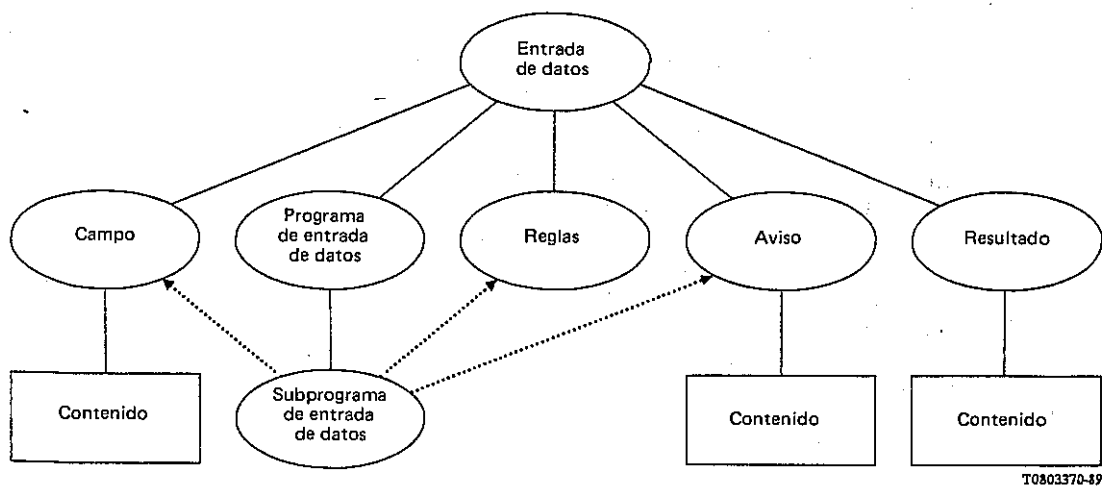 Entrada
de datos
Campo
Programa
de entrada
de datos
Reglas
Aviso
Resultado
Contenido
Subprograma
de entrada
de datos
Contenido
Contenido
T0803370-89